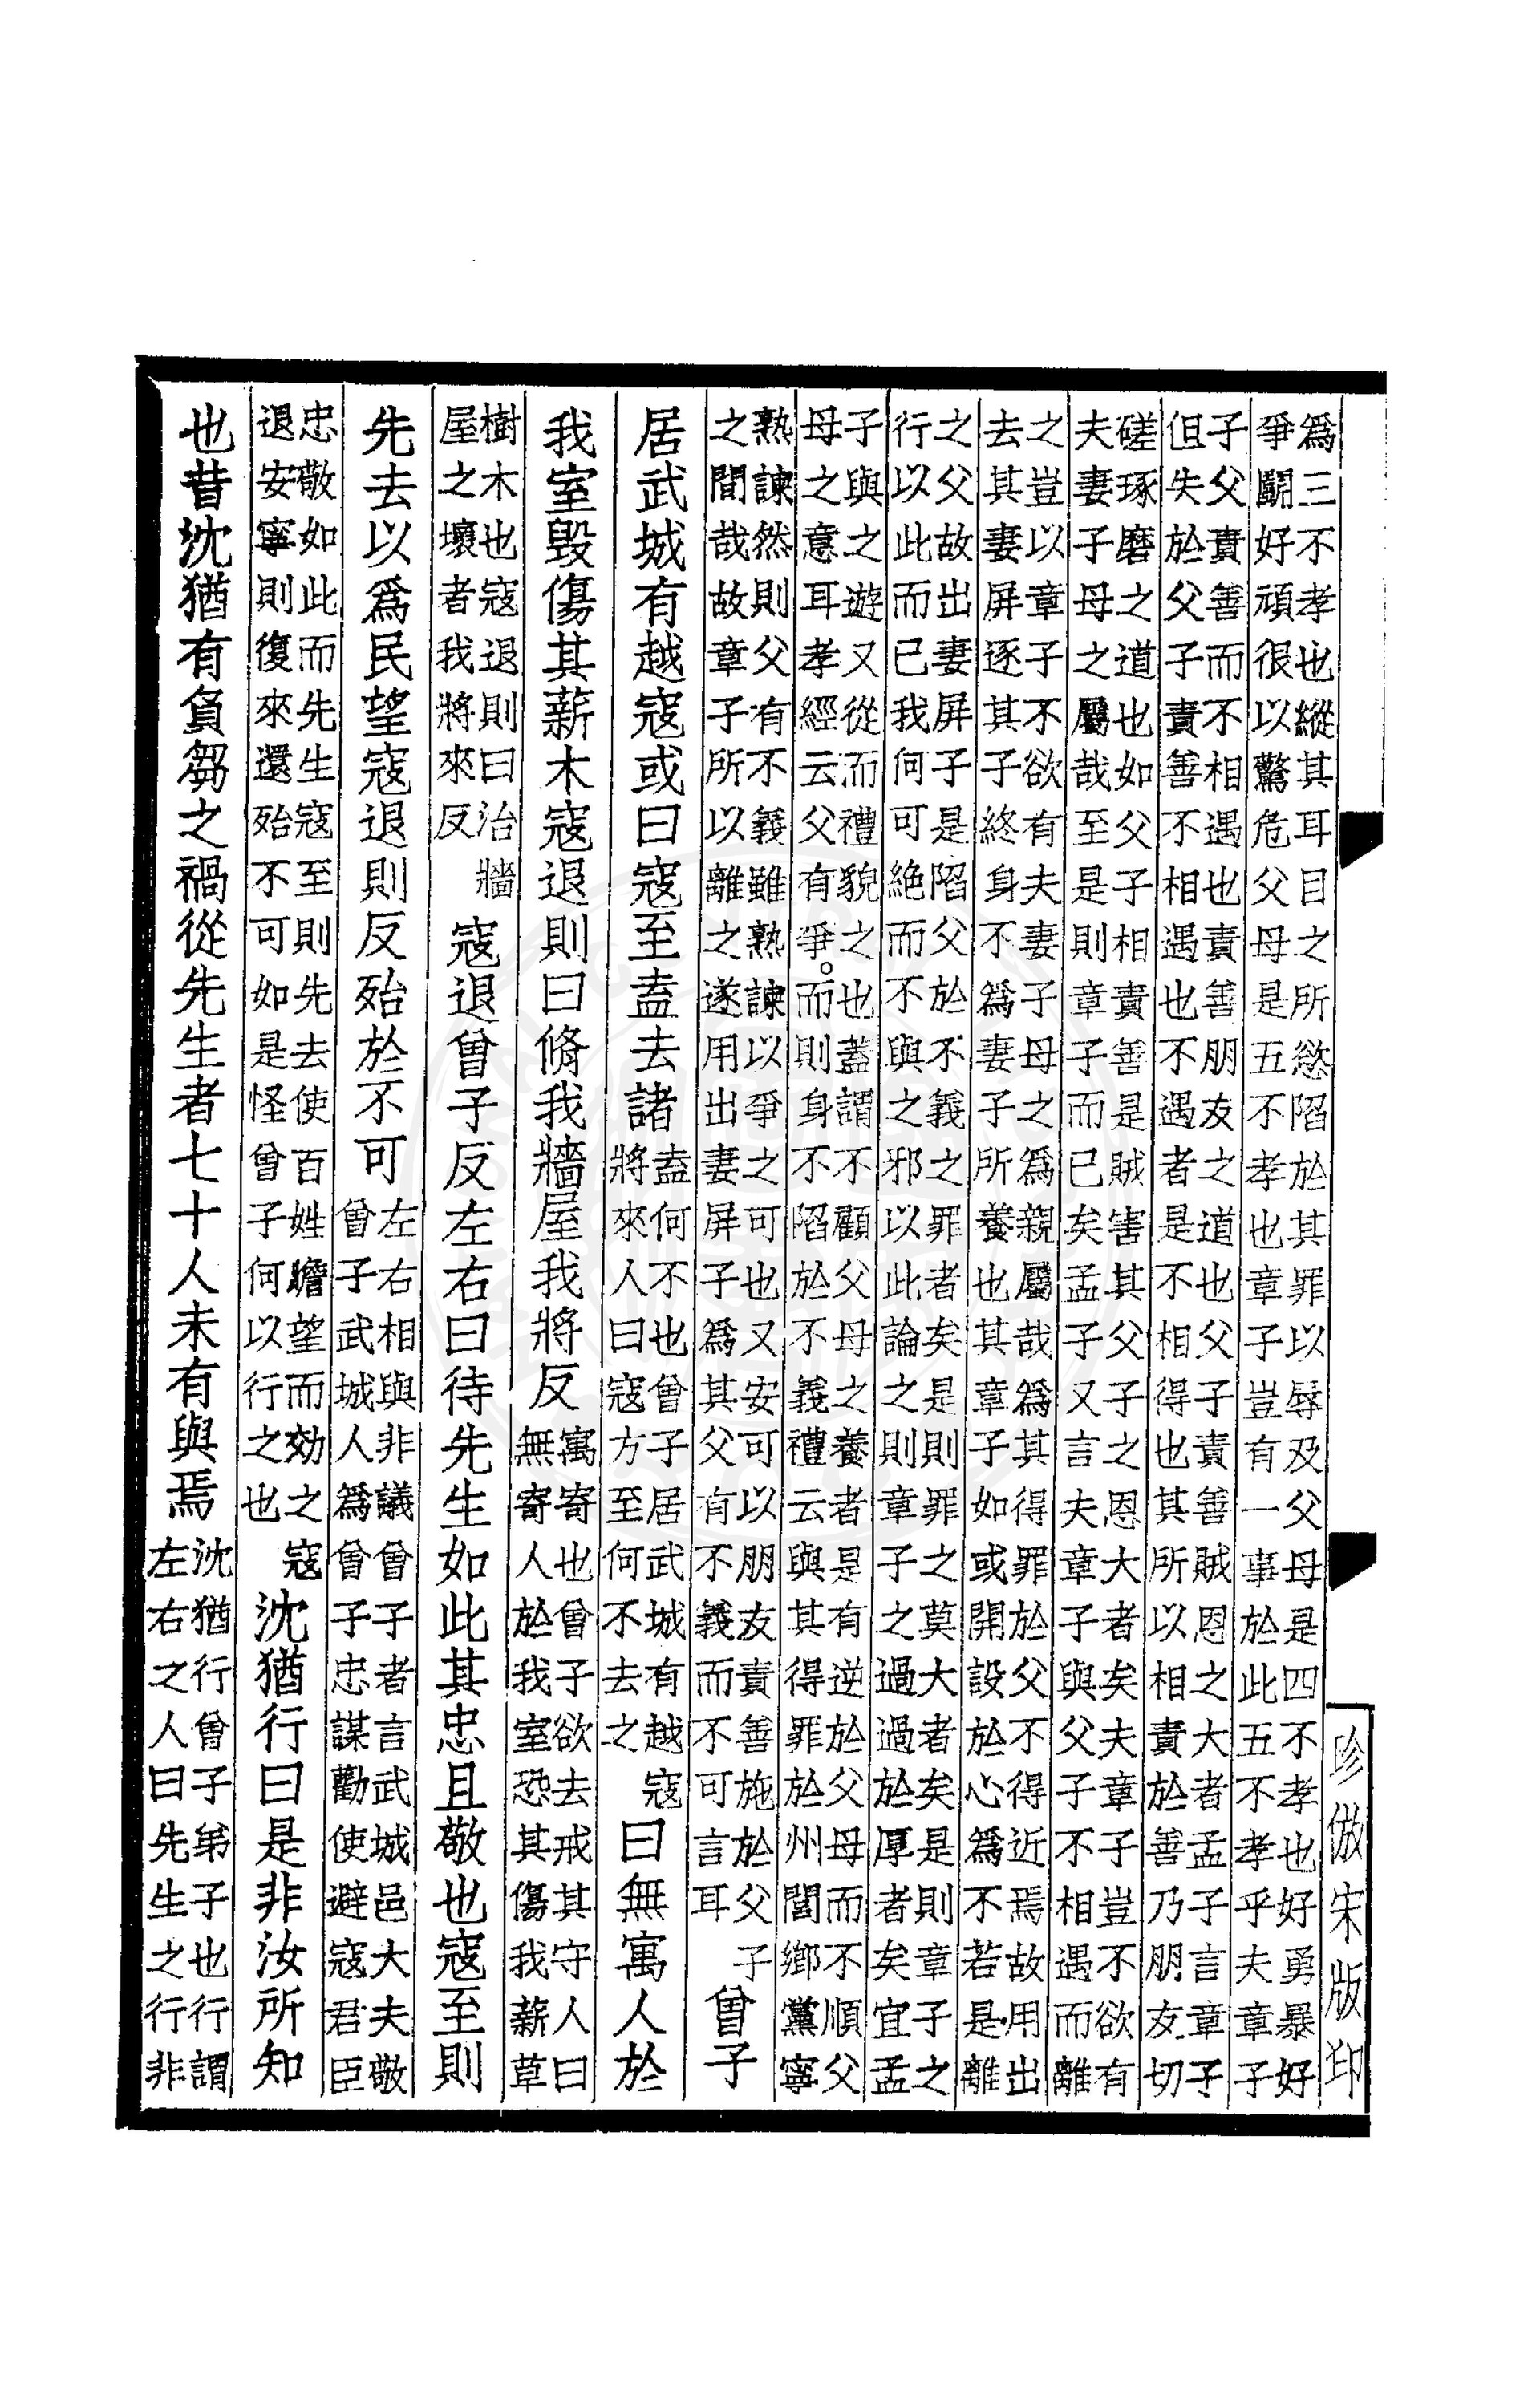 珍倣宋版印
爲三不孝也縱其耳目之所慾陷於其罪以辱及父母是四不孝也好勇暴好
爭鬭好頑很以驚危父母是五不孝也章子豈有一事於此五不孝乎夫章子
子父責善而不相遇也責善朋友之道也父子責善賊恩之大者孟子言章子
但失於父子責善不相遇也不遇者是不相得也其所以相責於善乃朋友切
磋琢磨之道也如父子相責善是賊害其父子之恩大者矣夫章子豈不欲有
夫妻子母之屬哉至是則章子而已矣孟子又言夫章子與父子不相遇而離
之豈以章子不欲有夫妻子母之爲親屬哉爲其得罪於父不得近焉故用出
去其妻屏逐其子終身不爲妻子所養也其章子如或開設於心爲不若是離
之父故出妻屏子是陷父於不義之罪者矣是則罪之莫大者矣是則章子之
行以此而已我何可絶而不與之邪以此論之則章子之過過於厚者矣宜孟
子與之遊又從而禮貌之也蓋謂不顧父母之養者是有逆於父母而不順父
母之意耳孝經云父有爭。而則身不陷於不義禮云與其得罪於州閭鄉黨寧
熟諫然則父有不義雖熟諫以爭之可也又安可以朋友責善施於父子
之間哉故章子所以離之遂用出妻屏子爲其父有不義而不可言耳
曾子
居武城有越寇或曰寇至盍去諸
盍何不也曾子居武城有越寇
將來人曰寇方至何不去之
曰無寓人於
我室毀傷其薪木寇退則曰脩我牆屋我將反
寓寄也曾子欲去戒其守人曰
無寄人於我室恐其傷我薪草
樹木也寇退則曰治牆
屋之壞者我將來反
寇退曾子反左右曰待先生如此其忠且敬也寇至則
先去以爲民望寇退則反殆於不可
左右相與非議曾子者言武城邑大夫敬
曾子武城人爲曾子忠謀勸使避寇君臣
忠敬如此而先生寇至則先去使百姓瞻望而効之寇
退安寧則復來還殆不可如是怪曾子何以行之也
沈猶行曰是非汝所知
也昔沈猶有負芻之禍從先生者七十人未有與焉
沈猶行曾子弟子也行謂
左右之人曰先生之行非